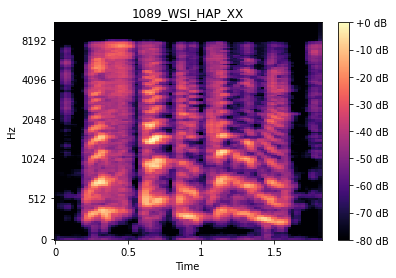 1089_WSI_HAP_XX
8192
4096
2048
1024
512
0
Hz
0
0.5
1
1.5
Time
+0 dB
-10 dB
-20 dB
-30 dB
-40 dB
-50 dB
-60 dB
-70 dB
-80 dB